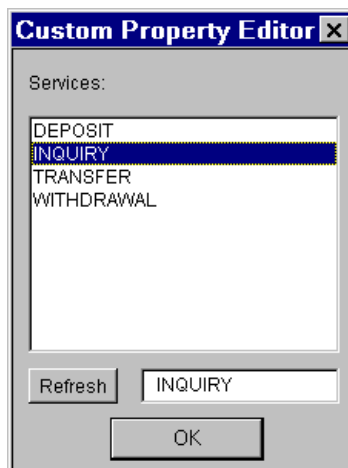 Custom Property Editor
Services:
DEPOSIT
INQUIRY
TRANSFER
WITHDRAWAL
Refresh INQUIRY
OK